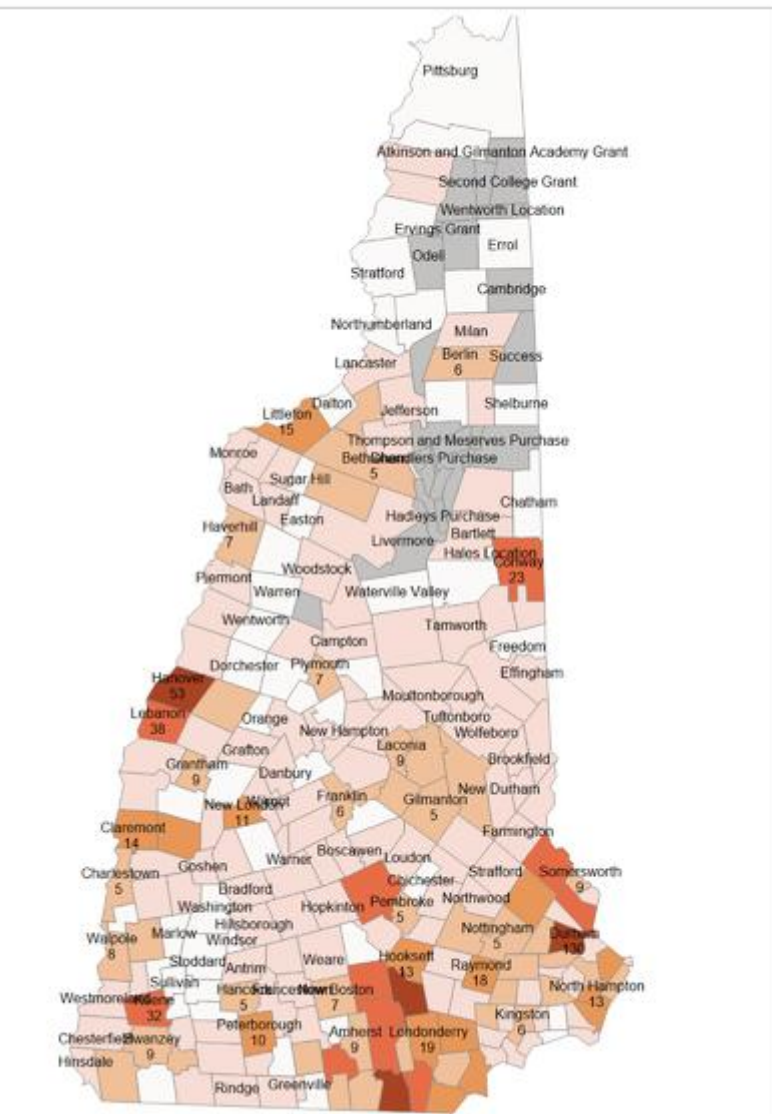 Pittsburg
Atkinson and Gilmanton Academy Grant
Second College Grant
Wentworth Location
Ervings Grant
Errol
Odell
Stratford
Cambridge
Northumberland
Milan
Berlin
6
Success
Lancaster
Dalton
Jefferson
Shelburne
Littleton
15
Thompson and Meserves Purchase
Chandlers Purchase
5
Monroe
Sugar Hill
Bath
Landaff
Chatham
Easton
Hadleys Purchase
Haverhill
7
Bartlett
Livermore
Hales Location
Conway
23
Woodstock
Piermont
Warren
Waterville Valley
Wentworth
Tamworth
Campton
Freedom
Dorchester
Plymouth
7
Effingham
Hanover
53
Moultonborough
Lebanon
38
Orange
Tuftonboro
New Hampton
Wolfeboro
Laconia
9
Grafton
Brookfield
Grantham
9
Danbury
New Durham
New London
11
Franklin
6
Gilmanton
5
Claremont
14
Farmington
Boscawen
Loudon
Warner
Goshen
Strafford
Somersworth
9
Charlestown
5
Chichester
Bradford
Northwood
Washington
Hopkinton
Pembroke
5
Hillsborough
Nottingham
5
Durham
130
Walpole
8
Marlow
Windsor
Hooksett
13
Stoddard
Antrim
Weare
Raymond
18
Sullivan
North Hampton
13
Hancock
5
Francestown
New Boston
7
Westmoreland
Keene
32
Kingston
6
Peterborough
10
Amherst
9
Londonderry
19
Chesterfield
Swanzey
9
Hinsdale
Rindge
Greenville